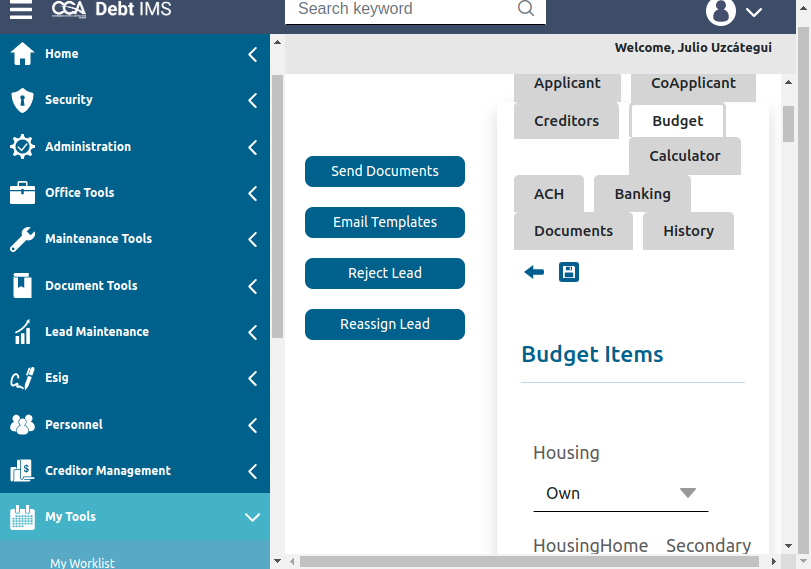 CGA Debt IMS
Search keyword
Welcome, Julio Uzcátegui
Home
Security
Administration
Office Tools
Maintenance Tools
Document Tools
Lead Maintenance
Esig
Personnel
Creditor Management
My Tools
My Worklist
Send Documents
Email Templates
Reject Lead
Reassign Lead
Applicant CoApplicant
Creditors Budget
Calculator
ACH Banking
Documents History
Budget Items
Housing
Own
HousingHome Secondary